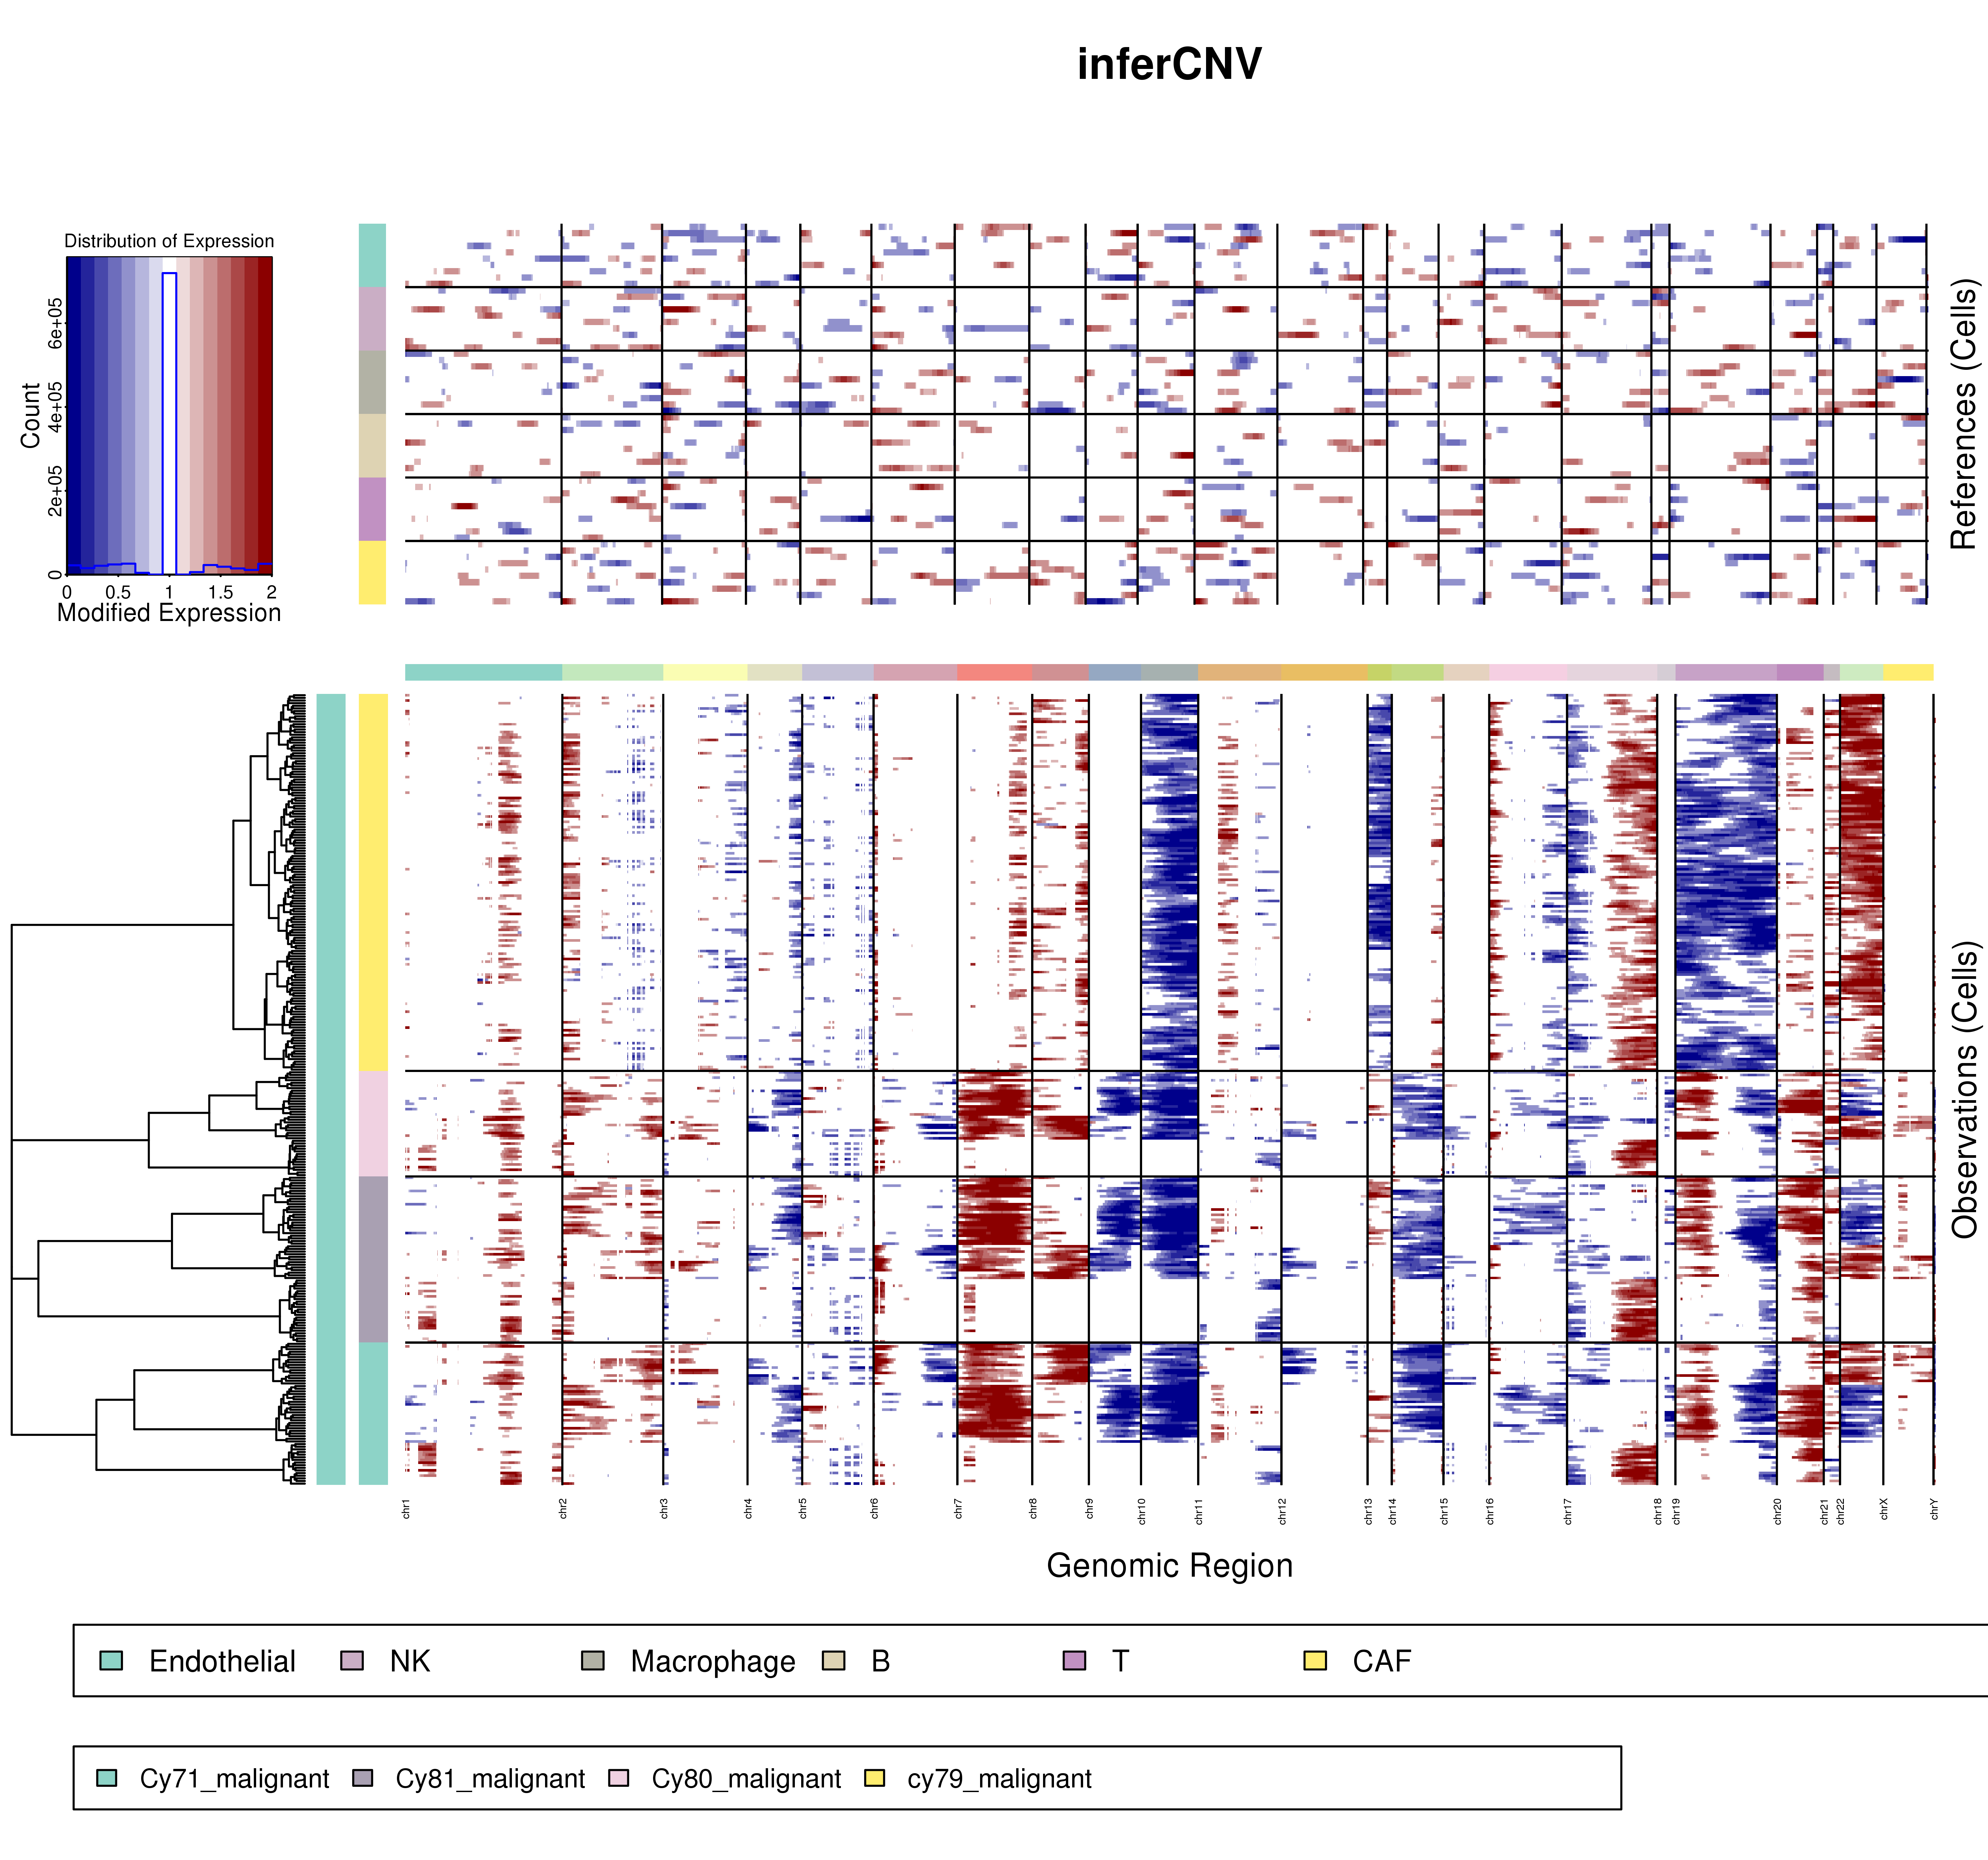 inferCNV
Distribution of Expression
Count
0
2e+05
4e+05
6e+05
0 0.5 1 1.5 2
Modified Expression
References (Cells)
Observations (Cells)
chr1 chr2 chr3 chr4 chr5 chr6 chr7 chr8 chr9 chr10 chr11 chr12 chr13 chr14 chr15 chr16 chr17 chr18 chr19 chr20 chr21 chr22 chrX chrY
Genomic Region
Endothelial NK Macrophage B T CAF
Cy71_malignant Cy81_malignant Cy80_malignant cy79_malignant